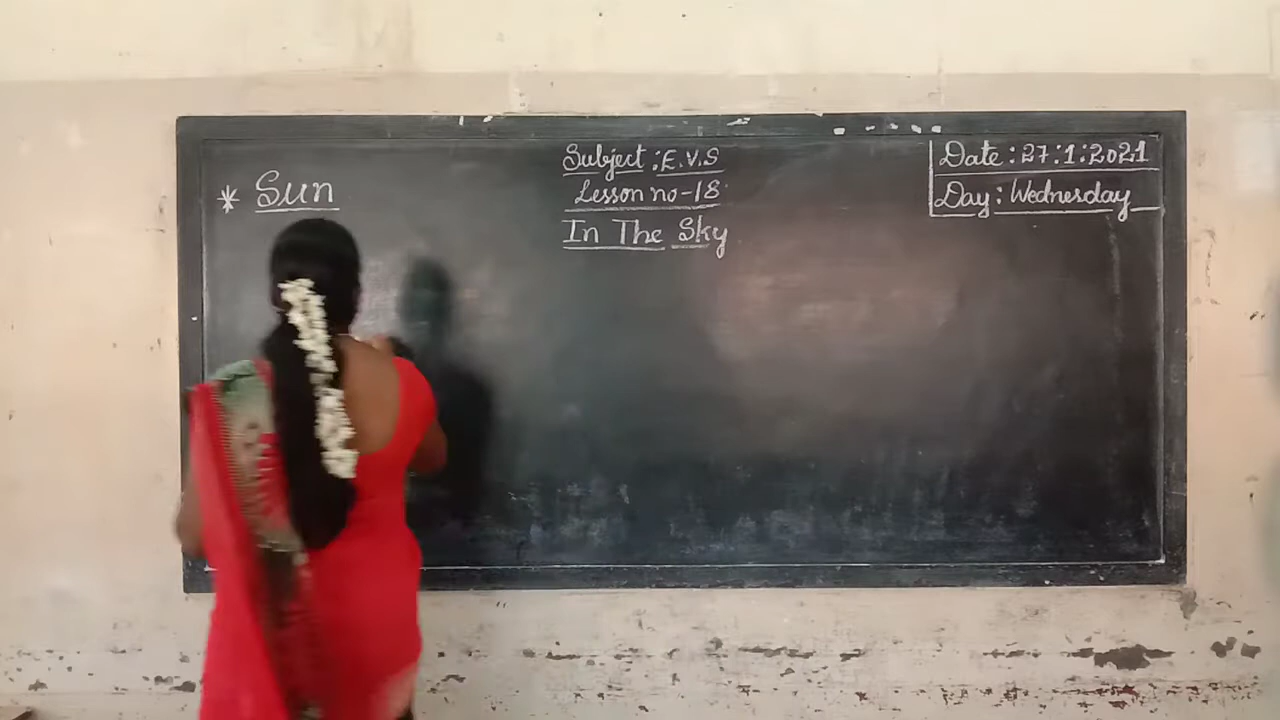 Subject : E.V.S
Lesson no-18
In The Sky
Date : 27:1:2021
Day : Wednesday
* Sun